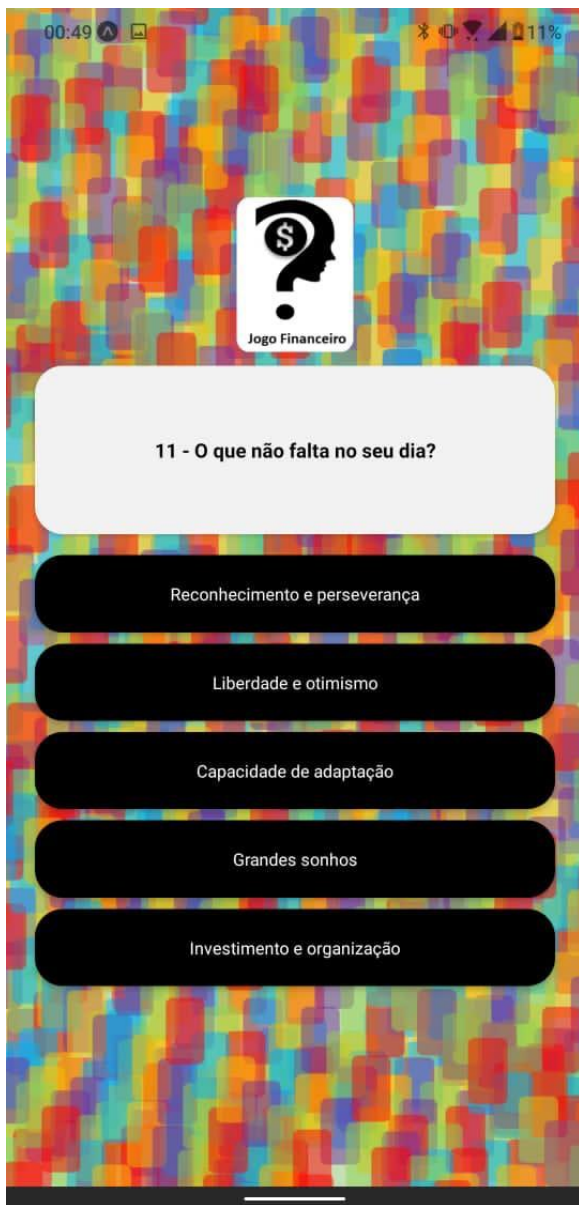 00:49
11%
$
Jogo Financeiro
11 - O que não falta no seu dia?
Reconhecimento e perseverança
Liberdade e otimismo
Capacidade de adaptação
Grandes sonhos
Investimento e organização